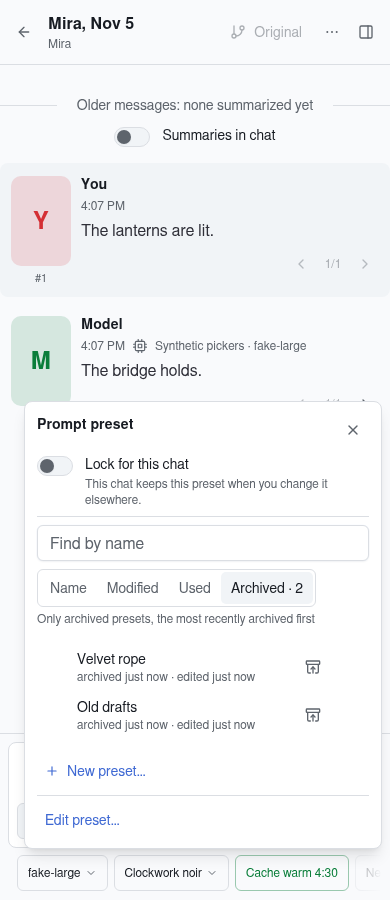 Mira, Nov 5
Mira
Original
Older messages: none summarized yet
Summaries in chat
Y
#1
You
4:07 PM
The lanterns are lit.
1/1
M
Model
4:07 PM Synthetic pickers · fake-large
The bridge holds.
Prompt preset
Lock for this chat
This chat keeps this preset when you change it
elsewhere.
Find by name
Name Modified Used Archived · 2
Only archived presets, the most recently archived first
Velvet rope
archived just now · edited just now
Old drafts
archived just now · edited just now
New preset...
Edit preset...
fake-large Clockwork noir Cache warm 4:30